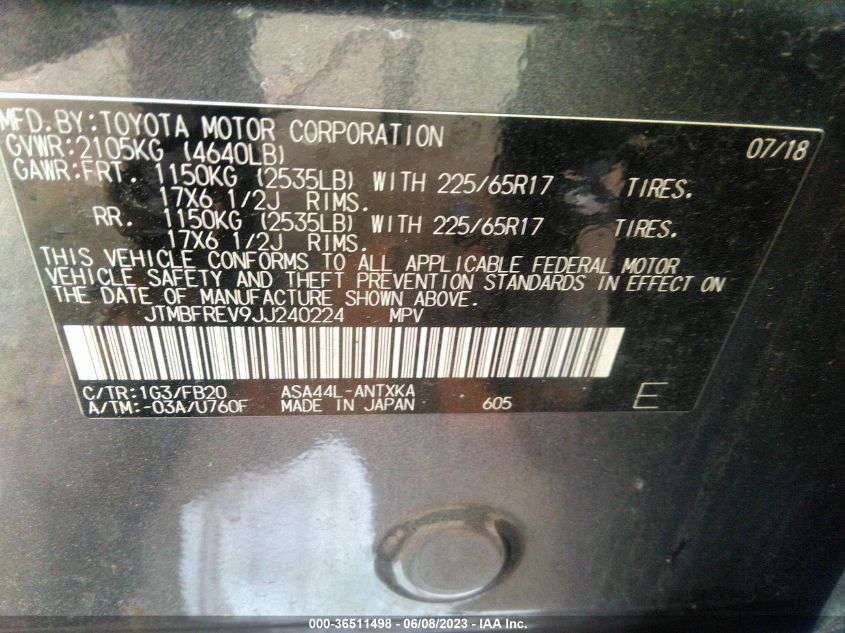 MFD.BY:TOYOTA MOTOR CORPORATION 07/18
GVWR:2105KG (4640LB)
GAWR:FRT. 1150KG (2535LB) WITH 225/65R17 TIRES.
17X6 1/2J RIMS.
RR. 1150KG (2535LB) WITH 225/65R17 TIRES.
17X6 1/2J RIMS.
THIS VEHICLE CONFORMS TO ALL APPLICABLE FEDERAL MOTOR
VEHICLE SAFETY AND THEFT PREVENTION STANDARDS IN EFFECT ON
THE DATE OF MANUFACTURE SHOWN ABOVE.
JTMBFREV9JJ240224 MPV
C/TR:1G3/FB20 ASA44L-ANTXKA
A/TM:-03A/U760F MADE IN JAPAN 605 E
000-36511498 - 06/08/2023 - IAA Inc.